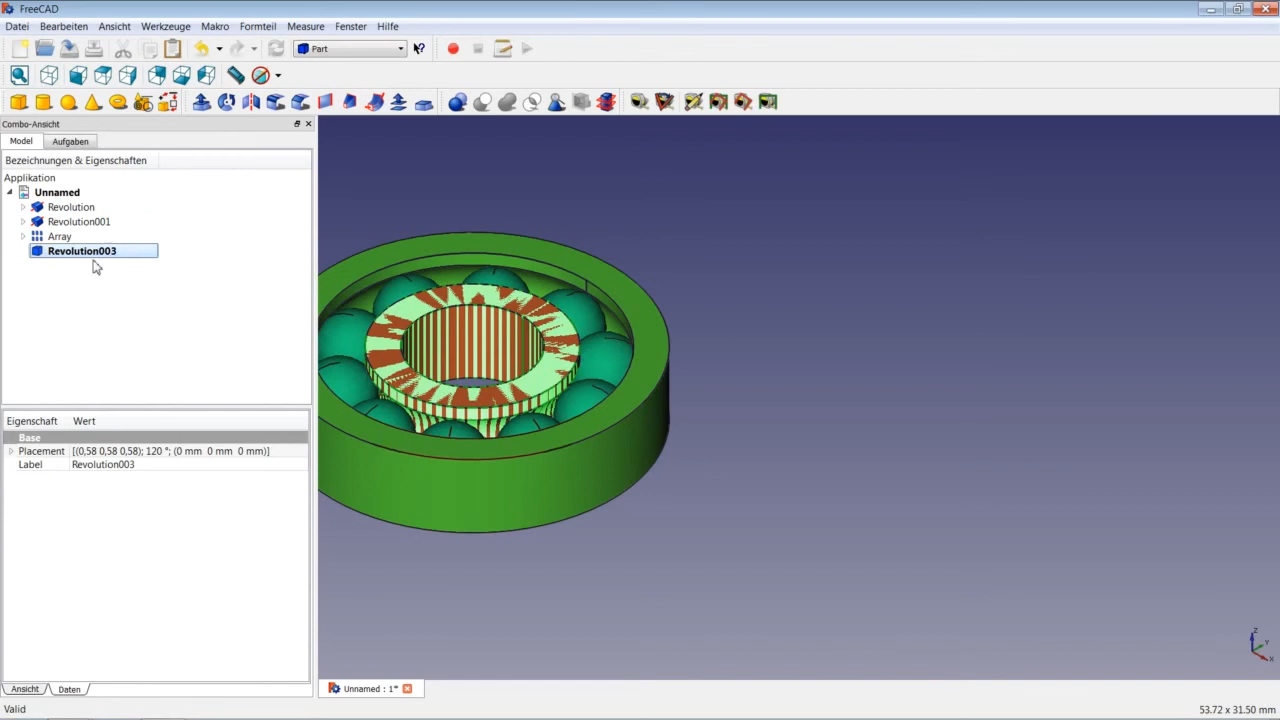 FreeCAD
Datei Bearbeiten Ansicht Werkzeuge Makro Formteil Measure Fenster Hilfe
Part
Combo-Ansicht
Model Aufgaben
Bezeichnungen & Eigenschaften
Applikation
Unnamed
Revolution
Revolution001
Array
Revolution003
Eigenschaft Wert
Base
Placement [(0,58 0,58 0,58); 120 °; (0 mm 0 mm 0 mm)]
Label Revolution003
Z
Y
X
Ansicht Daten
Unnamed : 1*
Valid
53.72 x 31.50 mm